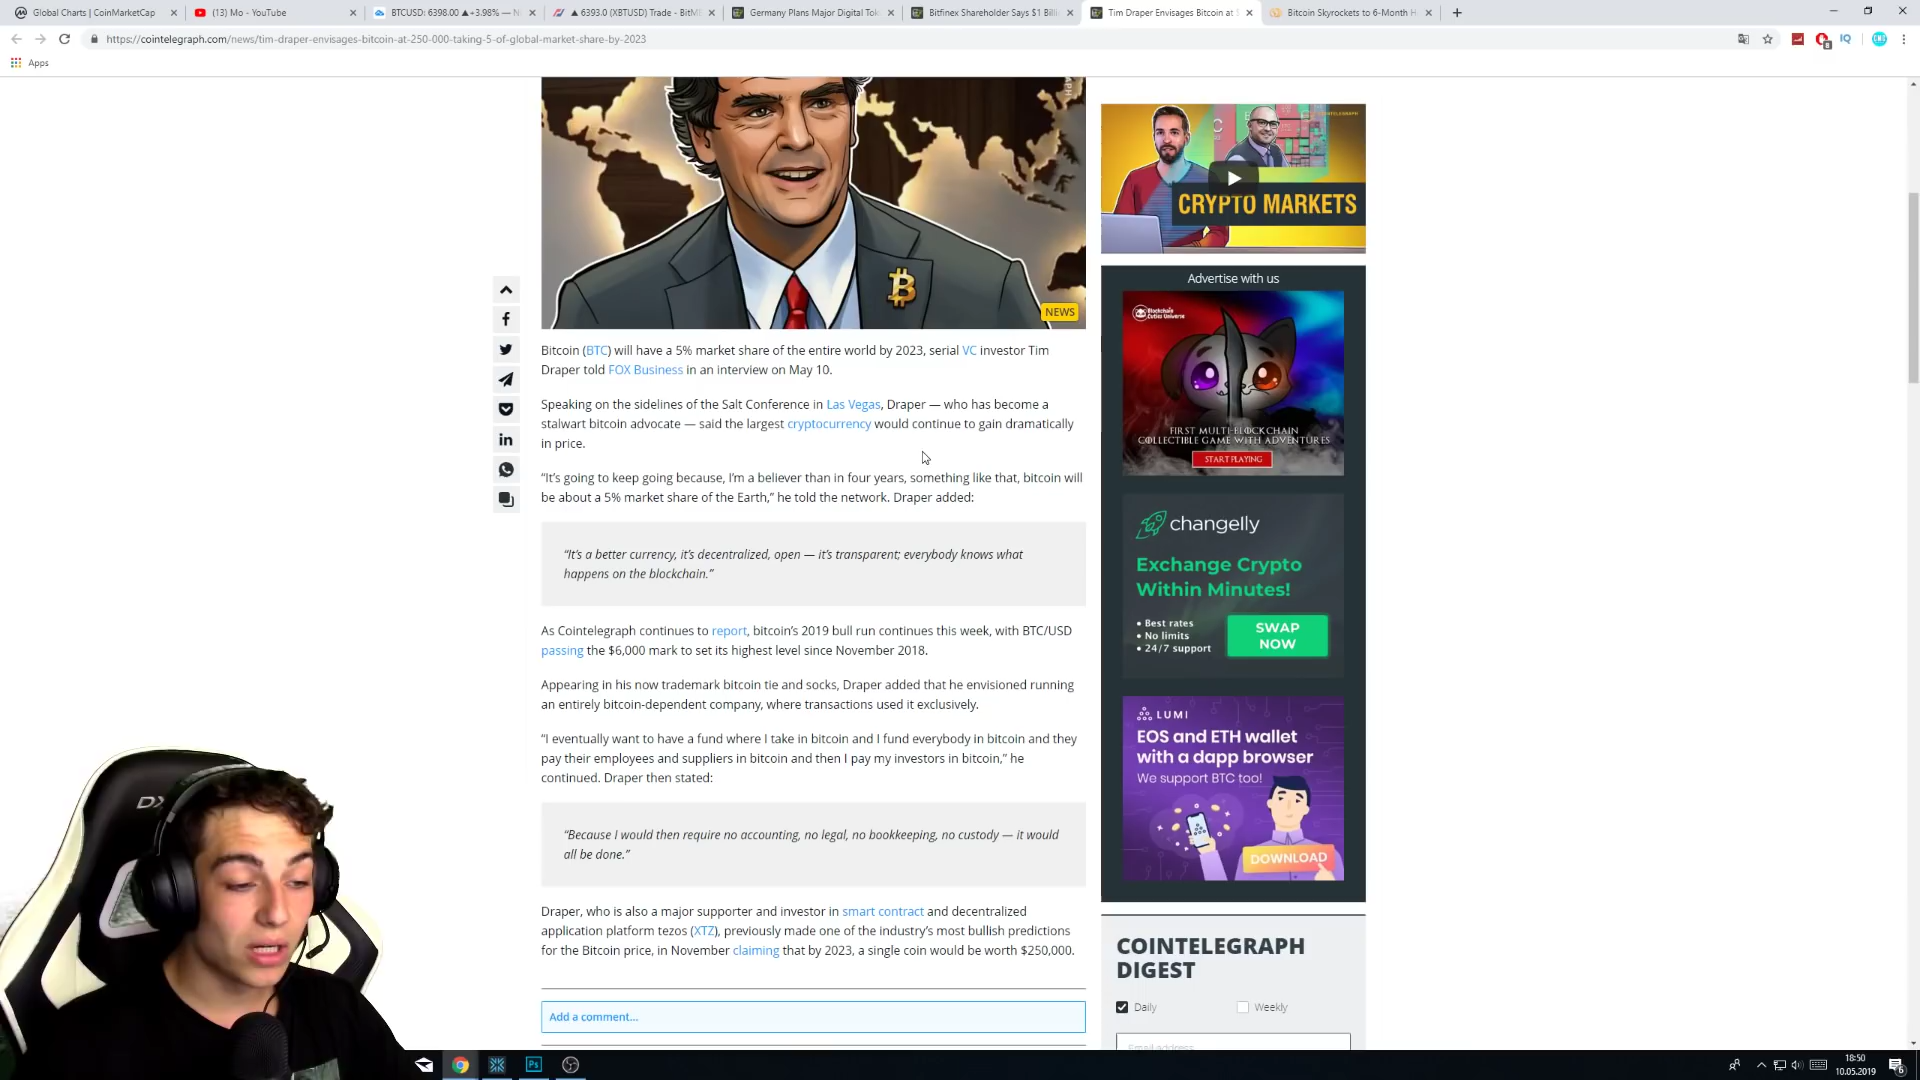 Global Charts | CoinMarketCap
(13) Mo - YouTube
BTCUSD: 6398.00 ▲+3.98% —
▲ 6393.0 (XBTUSD) Trade - BitM
Germany Plans Major Digital Tok
Bitfinex Shareholder Says $1 Billi
Tim Draper Envisages Bitcoin at
Bitcoin Skyrockets to 6-Month H
https://cointelegraph.com/news/tim-draper-envisages-bitcoin-at-250-000-taking-5-of-global-market-share-by-2023
IQ
8
Apps
NEWS
Bitcoin (BTC) will have a 5% market share of the entire world by 2023, serial VC investor Tim
Draper told FOX Business in an interview on May 10.
Speaking on the sidelines of the Salt Conference in Las Vegas, Draper — who has become a
stalwart bitcoin advocate — said the largest cryptocurrency would continue to gain dramatically
in price.
“It’s going to keep going because, I’m a believer than in four years, something like that, bitcoin will
be about a 5% market share of the Earth,” he told the network. Draper added:
“It’s a better currency, it’s decentralized, open — it’s transparent; everybody knows what
happens on the blockchain.”
As Cointelegraph continues to report, bitcoin’s 2019 bull run continues this week, with BTC/USD
passing the $6,000 mark to set its highest level since November 2018.
Appearing in his now trademark bitcoin tie and socks, Draper added that he envisioned running
an entirely bitcoin-dependent company, where transactions used it exclusively.
“I eventually want to have a fund where I take in bitcoin and I fund everybody in bitcoin and they
pay their employees and suppliers in bitcoin and then I pay my investors in bitcoin,” he
continued. Draper then stated:
“Because I would then require no accounting, no legal, no bookkeeping, no custody — it would
all be done.”
Draper, who is also a major supporter and investor in smart contract and decentralized
application platform tezos (XTZ), previously made one of the industry’s most bullish predictions
for the Bitcoin price, in November claiming that by 2023, a single coin would be worth $250,000.
Add a comment...
CRYPTO MARKETS
Advertise with us
Blockchain
Cuties Universe
FIRST MULTI-BLOCKCHAIN
COLLECTIBLE GAME WITH ADVENTURES
START PLAYING
changelly
Exchange Crypto
Within Minutes!
• Best rates
• No limits
• 24/7 support
SWAP
NOW
LUMI
EOS and ETH wallet
with a dapp browser
We support BTC too!
DOWNLOAD
COINTELEGRAPH
DIGEST
Daily
Weekly
Email address
DX
Ps
18:50
10.05.2019
6